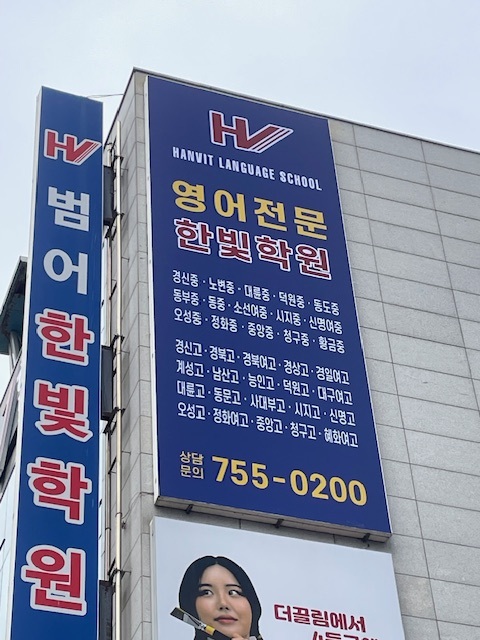 HV
범어한빛학원
HV
HANVIT LANGUAGE SCHOOL
영어전문
한빛학원
경신중·노변중·대륜중·덕원중·동도중
동부중·동중·소선여중·시지중·신명여중
오성중·정화중·중앙중·청구중·황금중
경신고·경북고·경북여고·경상고·경일여고
계성고·남산고·능인고·덕원고·대구여고
대륜고·동문고·사대부고·시지고·신명고
오성고·정화여고·중앙고·청구고·혜화여고
상담
문의 755-0200
더끌림에서